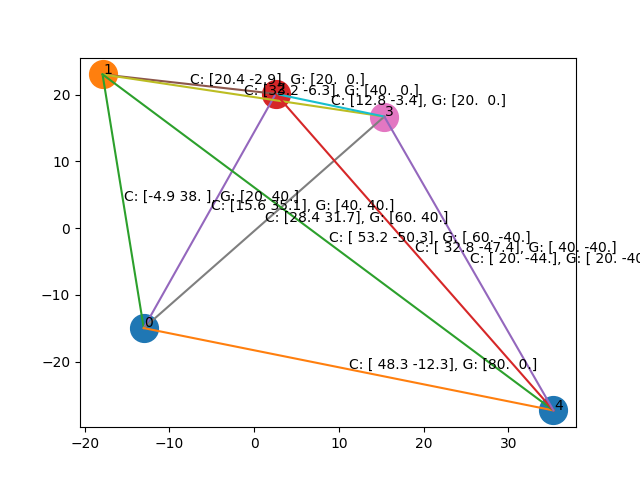 1
C: [20.4 -2.9], G: [20.  0.]
2
C: [33.2 -6.3], G: [40.  0.]
C: [12.8 -3.4], G: [20.  0.]
3
C: [-4.9 38. ], G: [20. 40.]
C: [15.6 35.1], G: [40. 40.]
C: [28.4 31.7], G: [60. 40.]
C: [ 53.2 -50.3], G: [ 60. -40.]
C: [ 32.8 -47.4], G: [ 40. -40.]
C: [ 20. -44.], G: [ 20. -40
0
C: [ 48.3 -12.3], G: [80.  0.]
4
20
10
0
−10
−20
−20 −10 0 10 20 30